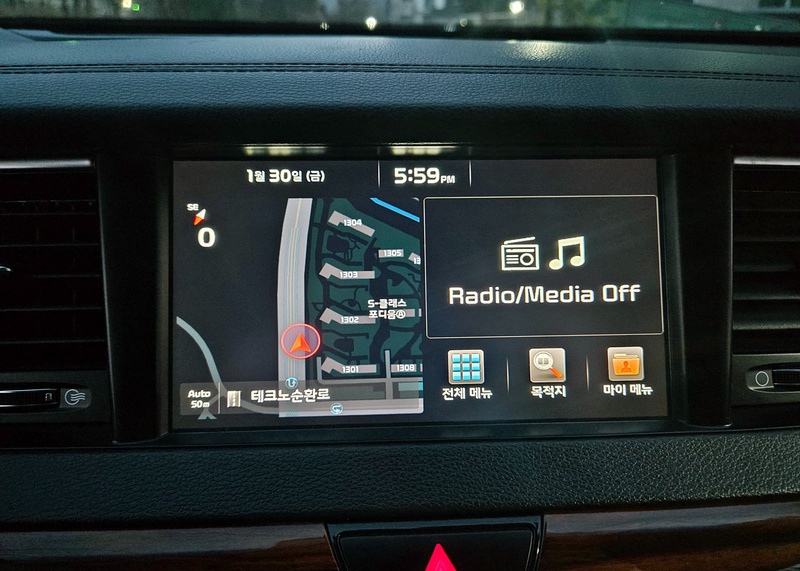 1월 30일 (금)
5:59 PM
SE
0
1304
1305
1303
S-클래스
포디움Ⓐ
1302
1301
1308
Auto
50m
테크노순환로
Radio/Media Off
전체 메뉴
목적지
마이 메뉴